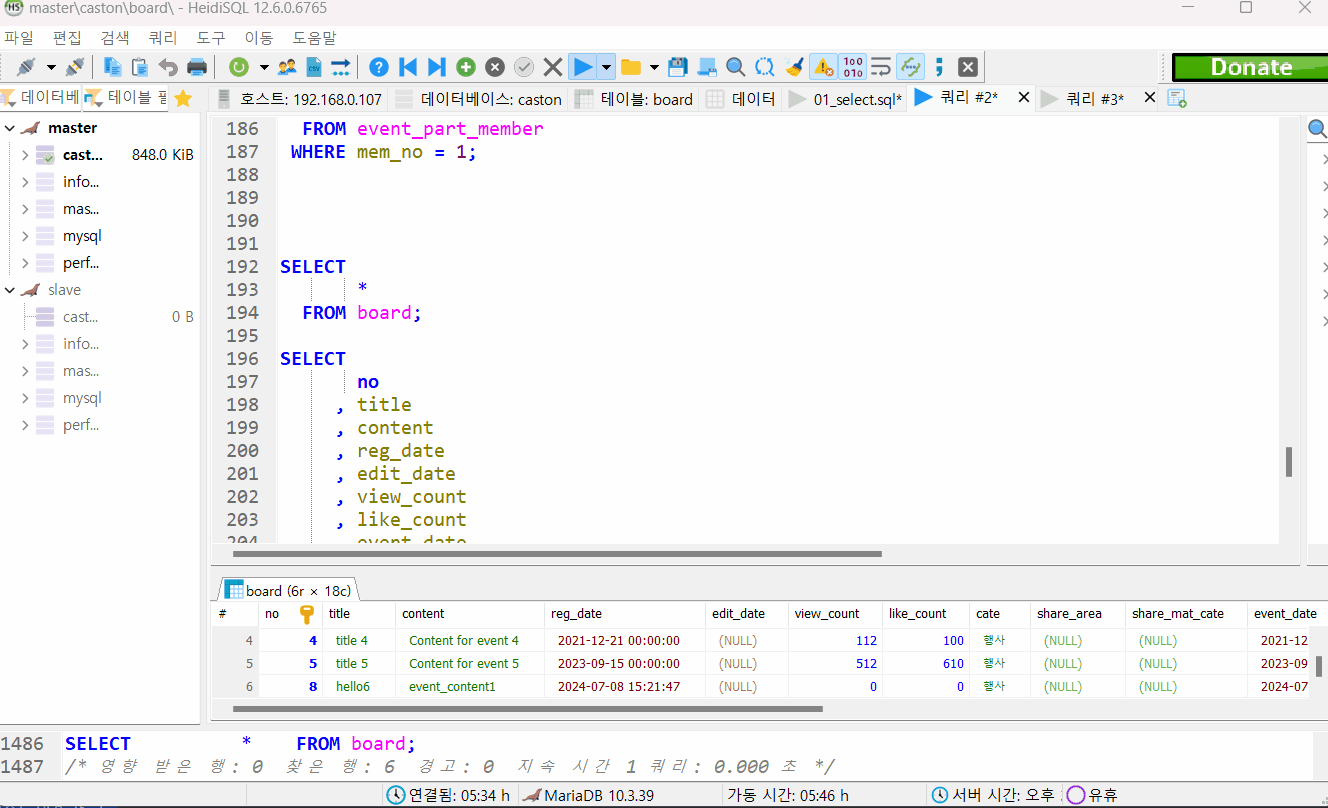 master\caston\board\ - HeidiSQL 12.6.0.6765
파일 편집 검색 쿼리 도구 이동 도움말
Donate
데이터베 테이블 필 호스트: 192.168.0.107 데이터베이스: caston 테이블: board 데이터 01_select.sql* 쿼리 #2* 쿼리 #3*
master
cast... 848.0 KiB
info...
mas...
mysql
perf...
slave
cast... 0 B
info...
mas...
mysql
perf...
186 FROM event_part_member
187 WHERE mem_no = 1;
188
189
190
191
192 SELECT
193 *
194 FROM board;
195
196 SELECT
197 no
198 , title
199 , content
200 , reg_date
201 , edit_date
202 , view_count
203 , like_count
204 , event_date
board (6r × 18c)
# no title content reg_date edit_date view_count like_count cate share_area share_mat_cate event_date
4 4 title 4 Content for event 4 2021-12-21 00:00:00 (NULL) 112 100 행사 (NULL) (NULL) 2021-12
5 5 title 5 Content for event 5 2023-09-15 00:00:00 (NULL) 512 610 행사 (NULL) (NULL) 2023-09
6 8 hello6 event_content1 2024-07-08 15:21:47 (NULL) 0 0 행사 (NULL) (NULL) 2024-07
1486 SELECT * FROM board;
1487 /* 영향 받은 행: 0 찾은 행: 6 경고: 0 지속 시간 1 쿼리: 0.000 초 */
연결됨: 05:34 h MariaDB 10.3.39 가동 시간: 05:46 h 서버 시간: 오후 유휴